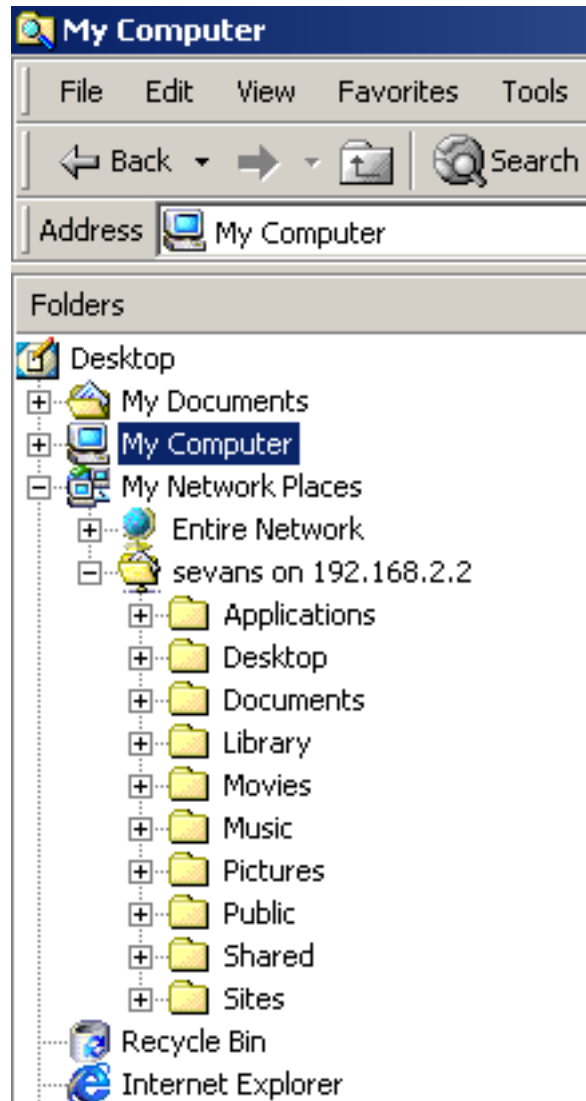 My Computer
File Edit View Favorites Tools
Back Search
Address My Computer
Folders
Desktop
My Documents
My Computer
My Network Places
Entire Network
sevans on 192.168.2.2
Applications
Desktop
Documents
Library
Movies
Music
Pictures
Public
Shared
Sites
Recycle Bin
Internet Explorer